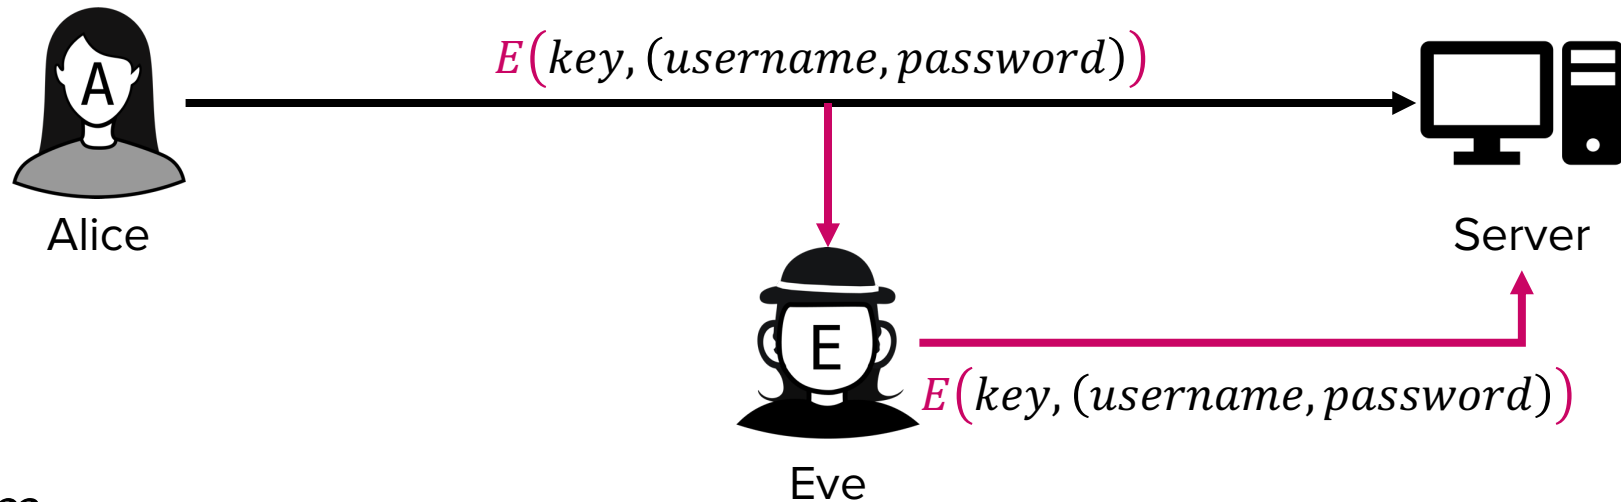 E(key, (username, password))
A
Alice
Server
E
E(key, (username, password))
Eve